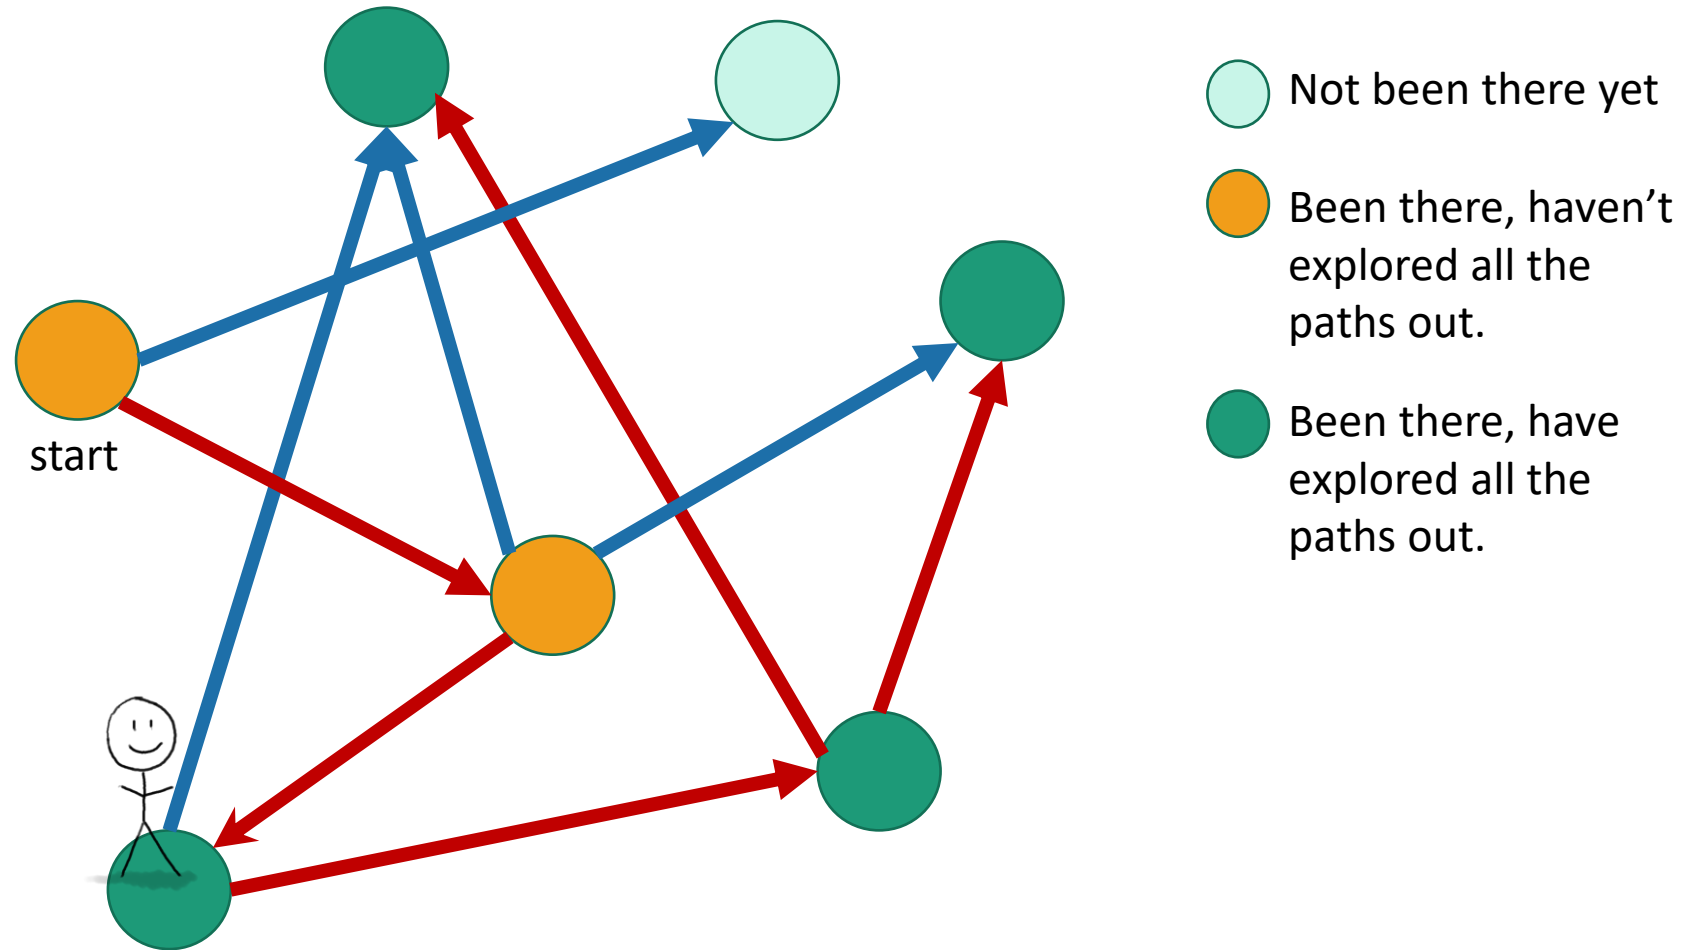 Not been there yet
Been there, haven’t
explored all the
paths out.
start
Been there, have
explored all the
paths out.